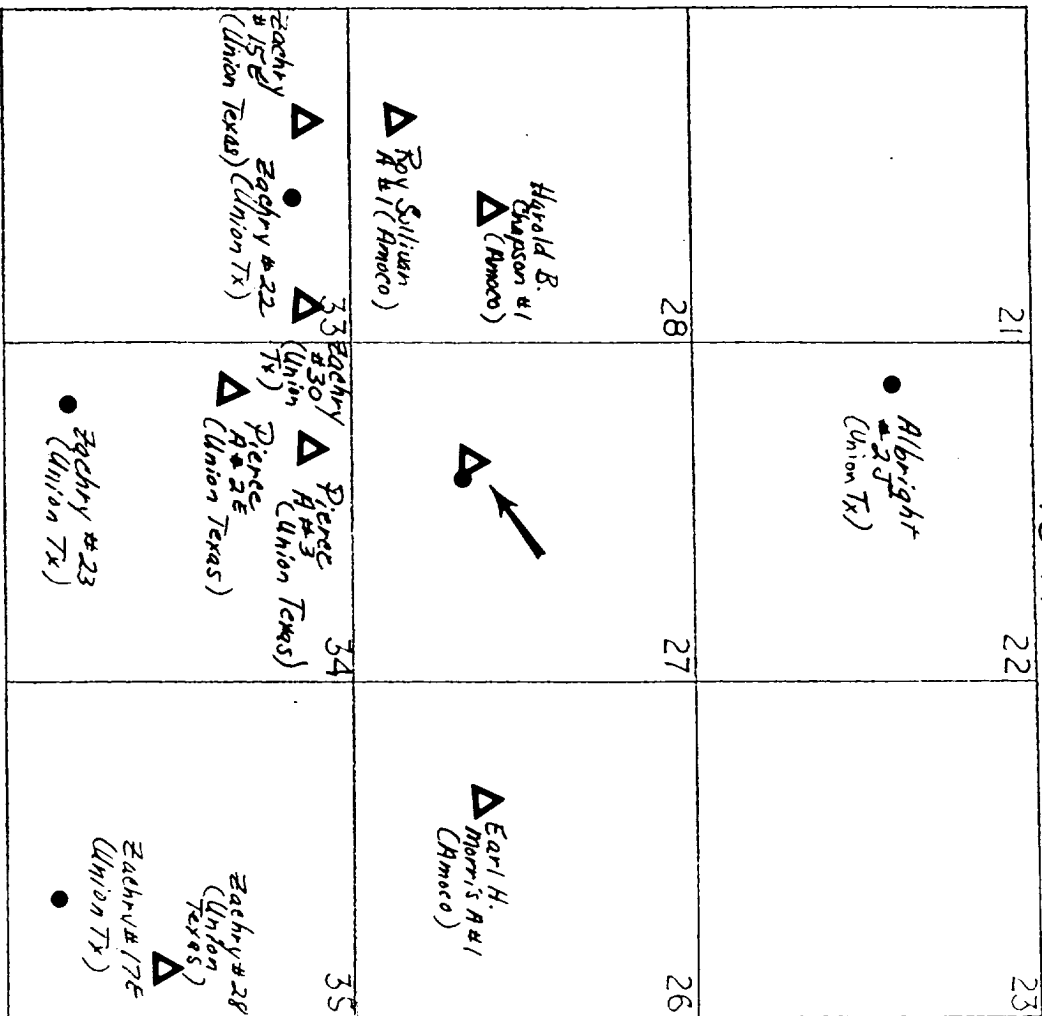 21
22
23
Albright
# 2J
(Union Tx)
28
27
26
Harold B.
Chapson #1
(Amoco)
Roy Sullivan
A #1 (Amoco)
Earl H.
Morris A #1
(Amoco)
33
34
35
Zachry
#30
(Union
Tx)
Pierce
A #3
(Union Texas)
Zachry
# 15E
(Union Texas)
Zachry #22
(Union Tx)
Pierce
A #2E
(Union Texas)
Zachry #28
(Union
Texas)
Zachry #23
(Union Tx)
Zachry #17E
(Union Tx)